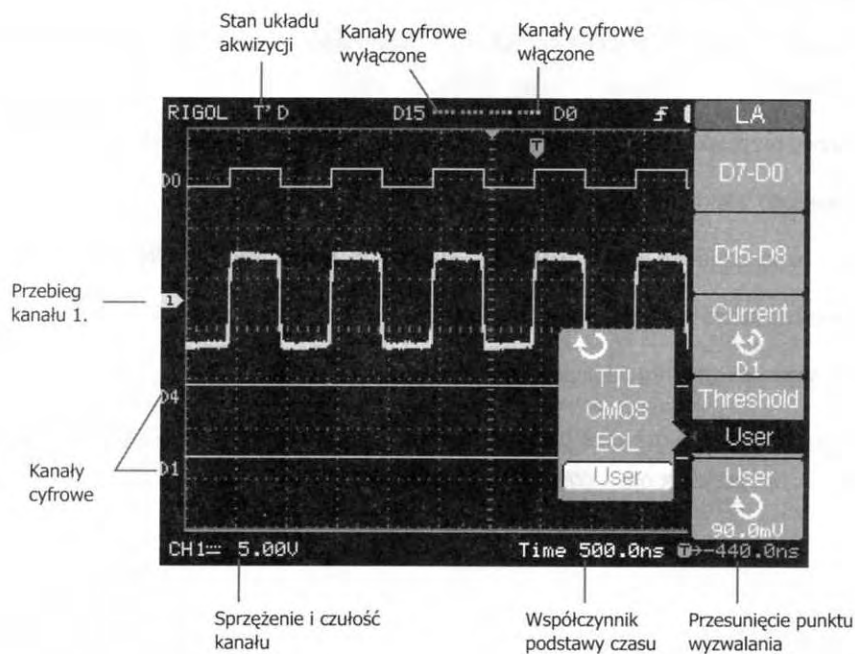 Stan układu
akwizycji
Kanały cyfrowe
wyłączone
Kanały cyfrowe
włączone
RIGOL T'D D15 D0
LA
D7-D0
D0
D15-D8
Przebieg
kanału 1.
1
Current
D1
TTL
CMOS
ECL
User
Threshold
User
D4
Kanały
cyfrowe
D1
User
90.0mV
CH1 5.00V Time 500.0ns T→-440.0ns
Sprzężenie i czułość
kanału
Współczynnik
podstawy czasu
Przesunięcie punktu
wyzwalania
T